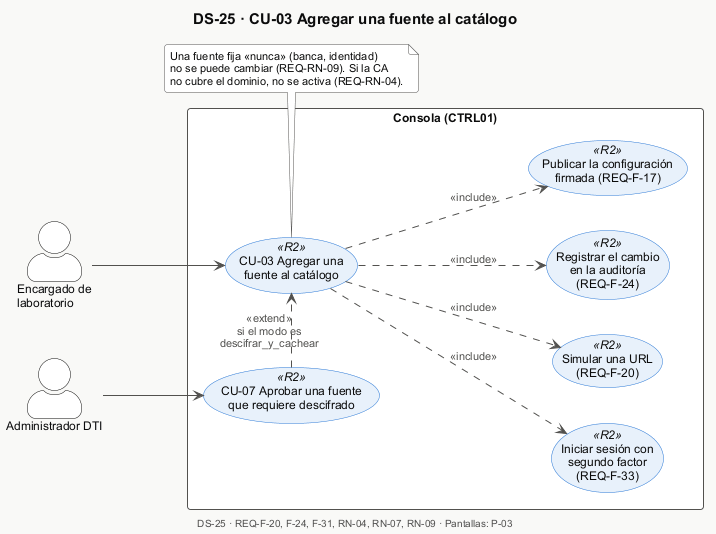 DS-25 · CU-03 Agregar una fuente al catálogo
Una fuente fija «nunca» (banca, identidad)
no se puede cambiar (REQ-RN-09). Si la CA
no cubre el dominio, no se activa (REQ-RN-04).
Consola (CTRL01)
«R2»
Publicar la configuración
firmada (REQ-F-17)
«include»
«R2»
CU-03 Agregar una
fuente al catálogo
«include»
«R2»
Registrar el cambio
en la auditoría
(REQ-F-24)
Encargado de
laboratorio
«extend»
si el modo es
descifrar_y_cachear
«include»
«R2»
Simular una URL
(REQ-F-20)
«include»
«R2»
CU-07 Aprobar una fuente
que requiere descifrado
Administrador DTI
«R2»
Iniciar sesión con
segundo factor
(REQ-F-33)
DS-25 · REQ-F-20, F-24, F-31, RN-04, RN-07, RN-09 · Pantallas: P-03